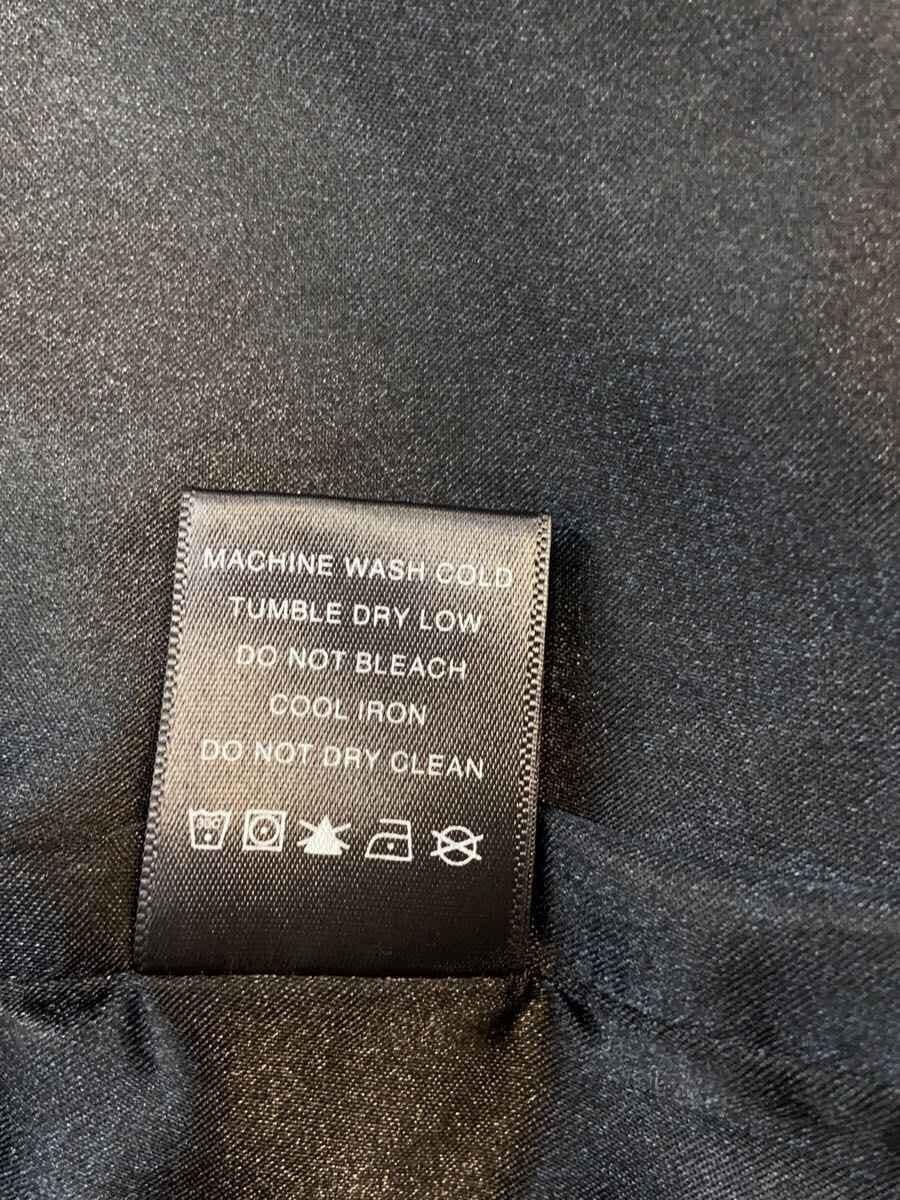 MACHINE WASH COLD
TUMBLE DRY LOW
DO NOT BLEACH
COOL IRON
DO NOT DRY CLEAN